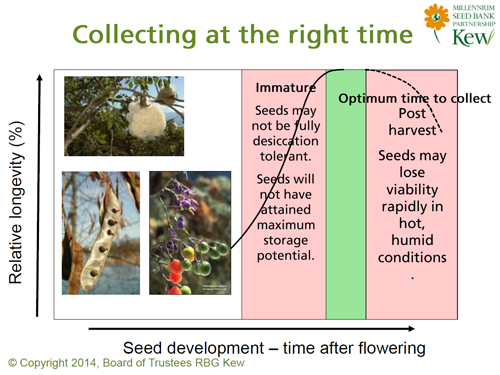 Collecting at the right time
MILLENNIUM
SEED BANK
PARTNERSHIP
Kew
Relative longevity (%)
Immature
Seeds may
not be fully
desiccation
tolerant.
Seeds will
not have
attained
maximum
storage
potential.
Optimum time to collect
Post
harvest
Seeds may
lose
viability
rapidly in
hot,
humid
conditions
.
Seed development – time after flowering
© Copyright 2014, Board of Trustees RBG Kew